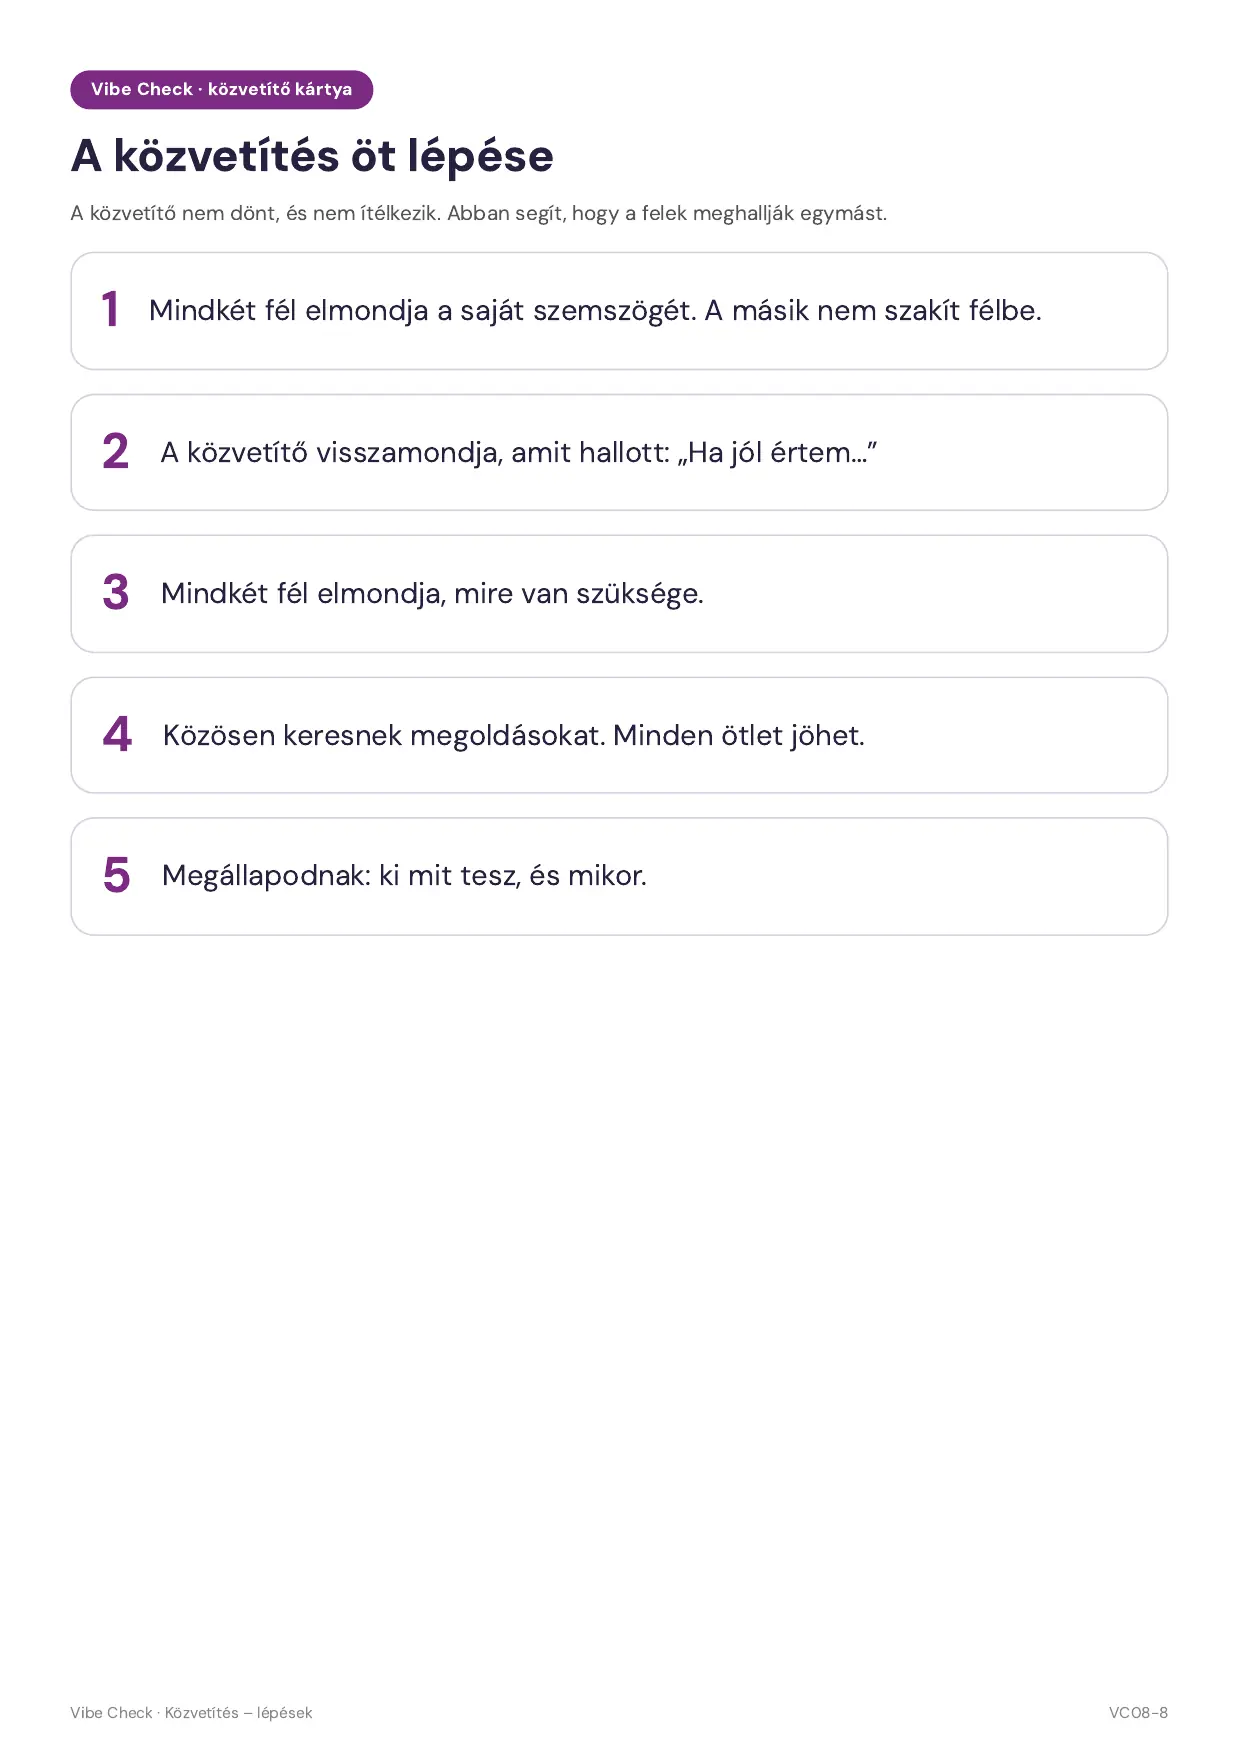 Vibe Check · közvetítő kártya
A közvetítés öt lépése
A közvetítő nem dönt, és nem ítélkezik. Abban segít, hogy a felek meghallják egymást.
1 Mindkét fél elmondja a saját szemszögét. A másik nem szakít félbe.
2 A közvetítő visszamondja, amit hallott: „Ha jól értem…”
3 Mindkét fél elmondja, mire van szüksége.
4 Közösen keresnek megoldásokat. Minden ötlet jöhet.
5 Megállapodnak: ki mit tesz, és mikor.
Vibe Check · Közvetítés – lépések VC08-8